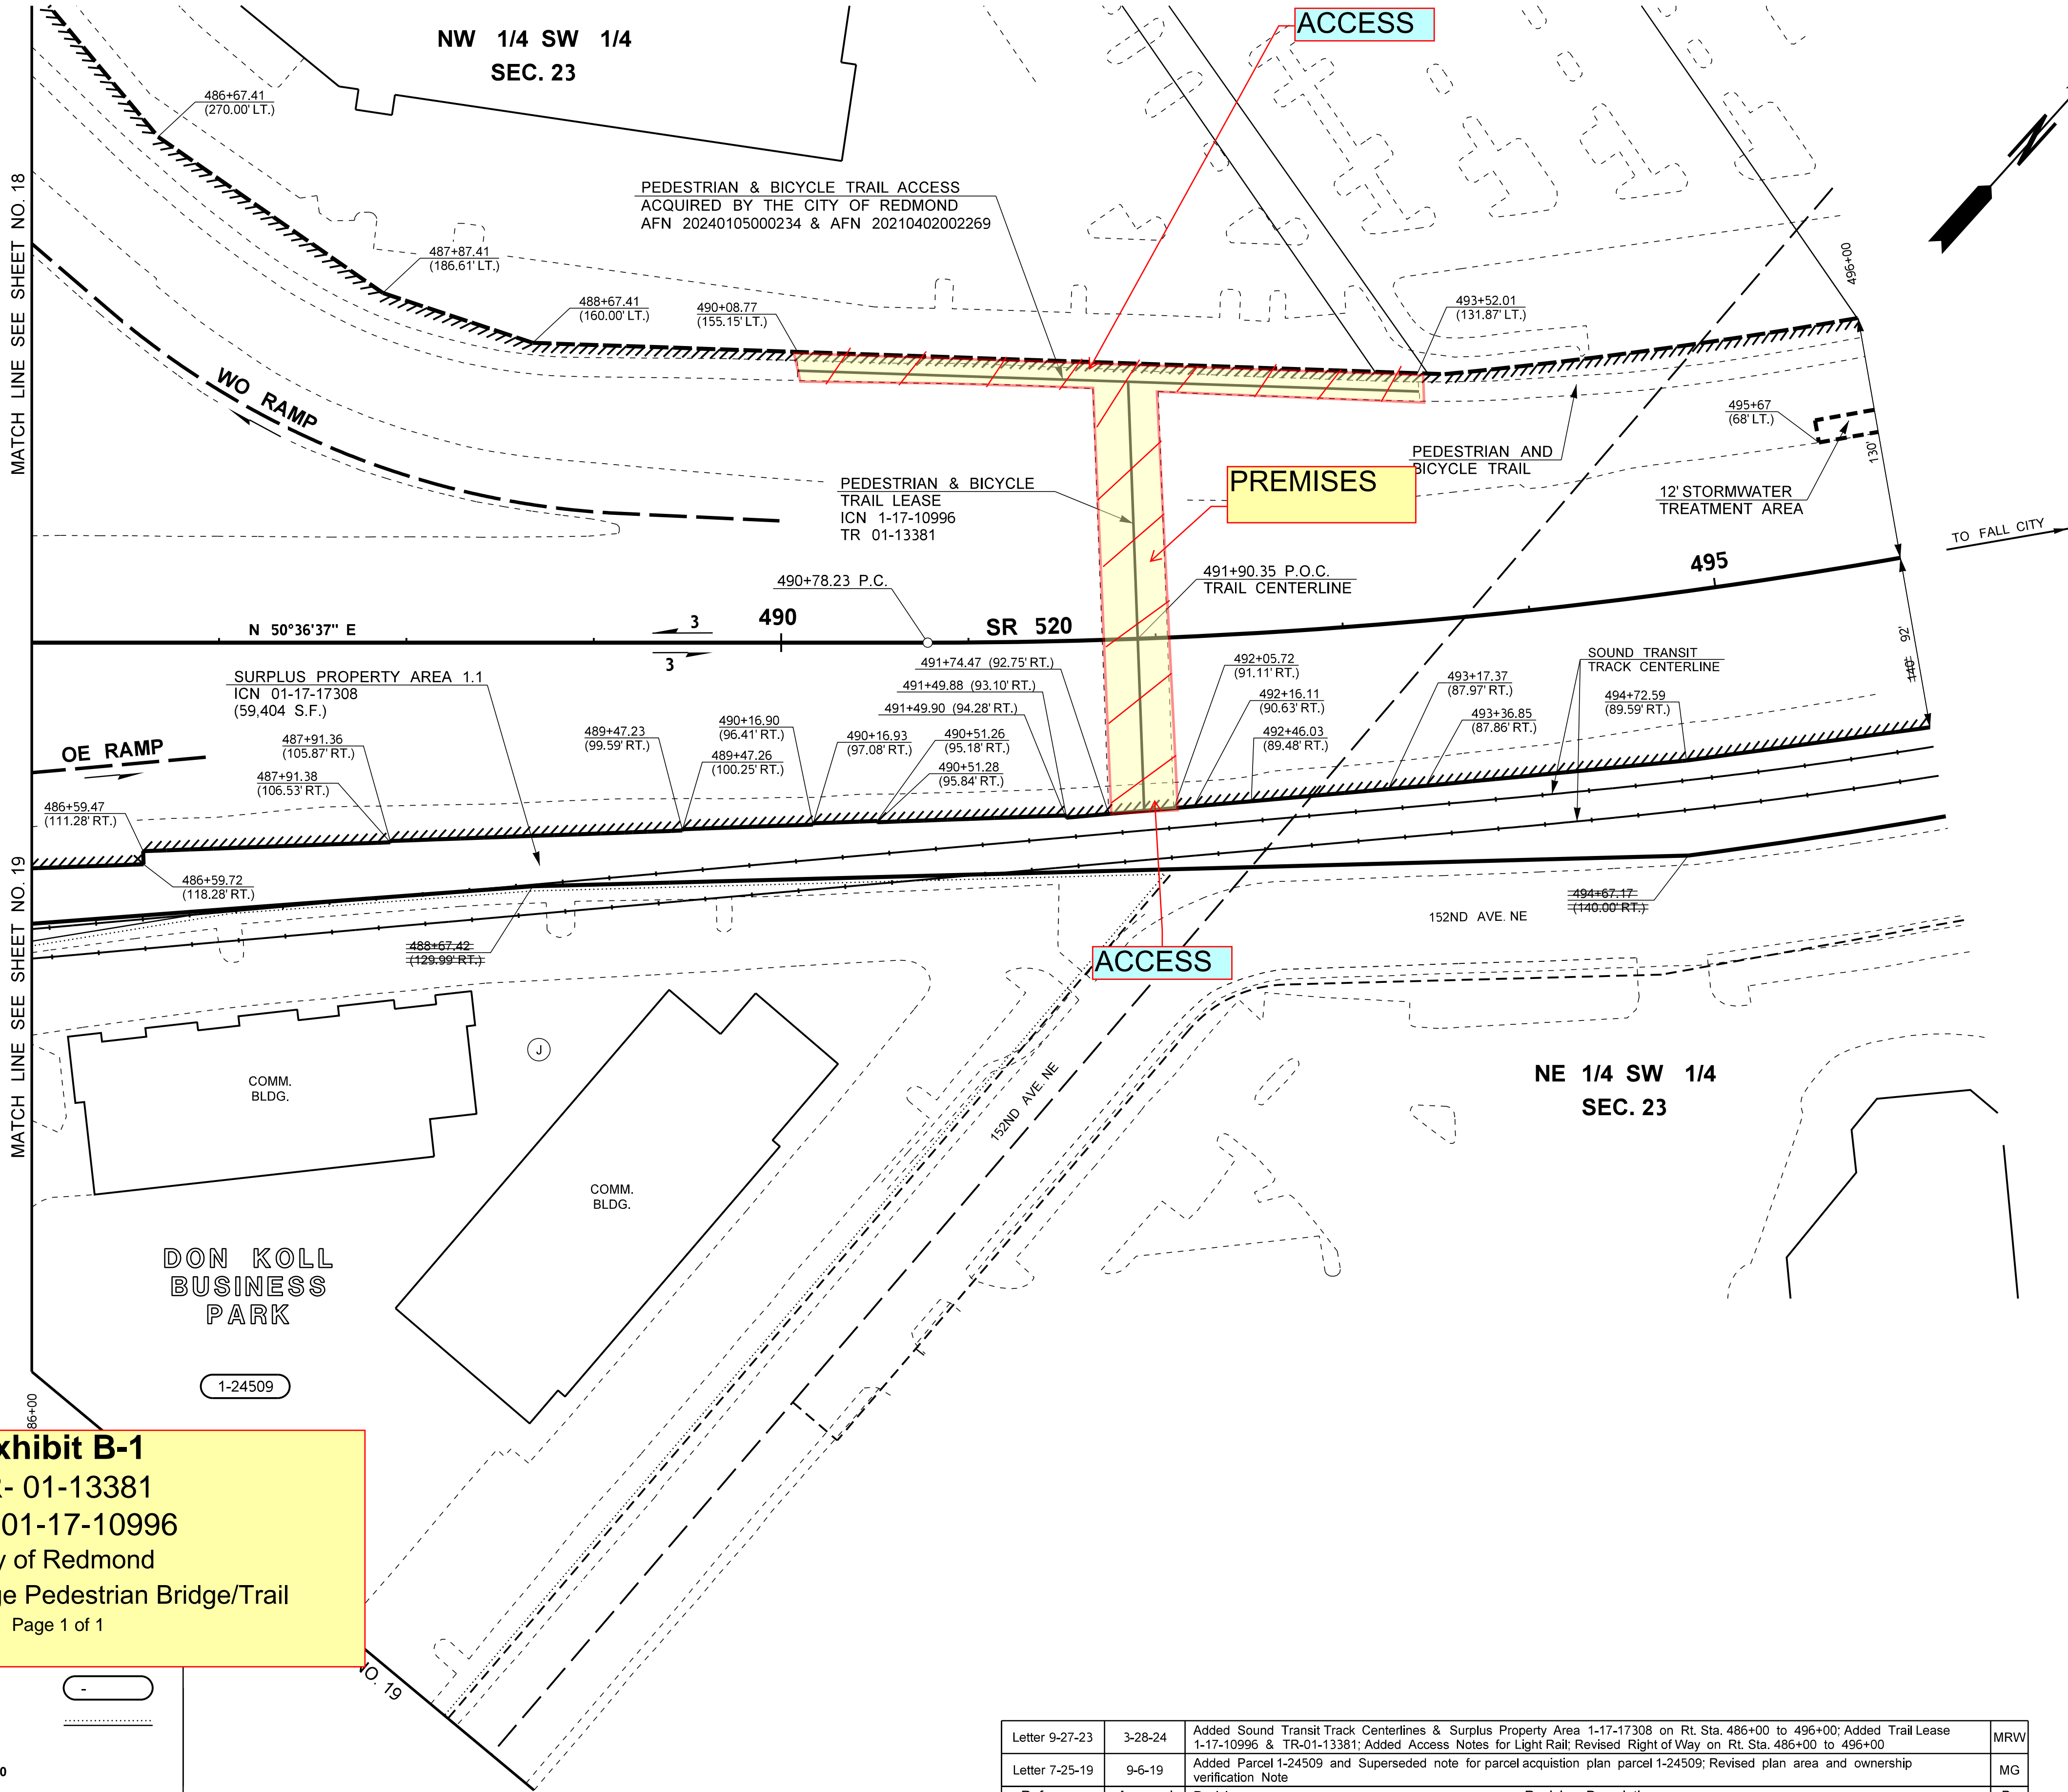 ACCESS
NW 1/4 SW 1/4
SEC. 23
486+67.41
(270.00' LT.)
MATCH LINE SEE SHEET NO. 18
PEDESTRIAN & BICYCLE TRAIL ACCESS
ACQUIRED BY THE CITY OF REDMOND
AFN 20240105000234 & AFN 20210402002269
N
487+87.41
(186.61' LT.)
488+67.41
(160.00' LT.)
490+08.77
(155.15' LT.)
493+52.01
(131.87' LT.)
496+00
WO RAMP
495+67
(68' LT.)
130'
PEDESTRIAN AND
BICYCLE TRAIL
PREMISES
PEDESTRIAN & BICYCLE
TRAIL LEASE
ICN 1-17-10996
TR 01-13381
12' STORMWATER
TREATMENT AREA
TO FALL CITY
490+78.23 P.C.
491+90.35 P.O.C.
TRAIL CENTERLINE
495
N 50°36'37" E
3
3
490
SR 520
SURPLUS PROPERTY AREA 1.1
ICN 01-17-17308
(59,404 S.F.)
491+74.47 (92.75' RT.)
491+49.88 (93.10' RT.)
491+49.90 (94.28' RT.)
492+05.72
(91.11' RT.)
492+16.11
(90.63' RT.)
492+46.03
(89.48' RT.)
493+17.37
(87.97' RT.)
493+36.85
(87.86' RT.)
SOUND TRANSIT
TRACK CENTERLINE
494+72.59
(89.59' RT.)
140' 92'
OE RAMP
487+91.36
(105.87' RT.)
487+91.38
(106.53' RT.)
489+47.23
(99.59' RT.)
490+16.90
(96.41' RT.)
489+47.26
(100.25' RT.)
490+16.93
(97.08' RT.)
490+51.26
(95.18' RT.)
490+51.28
(95.84' RT.)
486+59.47
(111.28' RT.)
486+59.72
(118.28' RT.)
MATCH LINE SEE SHEET NO. 19
488+67.42
(129.99' RT.)
494+67.17
(140.00' RT.)
152ND AVE. NE
ACCESS
J
COMM.
BLDG.
COMM.
BLDG.
152ND AVE. NE
NE 1/4 SW 1/4
SEC. 23
DON KOLL
BUSINESS
PARK
1-24509
86+00
xhibit B-1
- 01-13381
01-17-10996
y of Redmond
ge Pedestrian Bridge/Trail
Page 1 of 1
-
NO. 19
0
Letter 9-27-23 3-28-24 Added Sound Transit Track Centerlines & Surplus Property Area 1-17-17308 on Rt. Sta. 486+00 to 496+00; Added Trail Lease MRW
1-17-10996 & TR-01-13381; Added Access Notes for Light Rail; Revised Right of Way on Rt. Sta. 486+00 to 496+00
Letter 7-25-19 9-6-19 Added Parcel 1-24509 and Superseded note for parcel acquistion plan parcel 1-24509; Revised plan area and ownership MG
verification Note